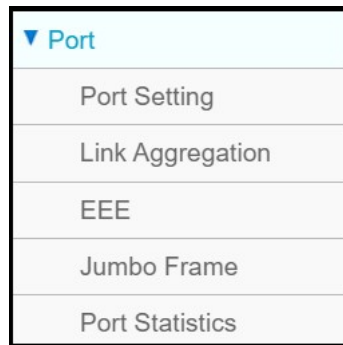 Port
Port Setting
Link Aggregation
EEE
Jumbo Frame
Port Statistics